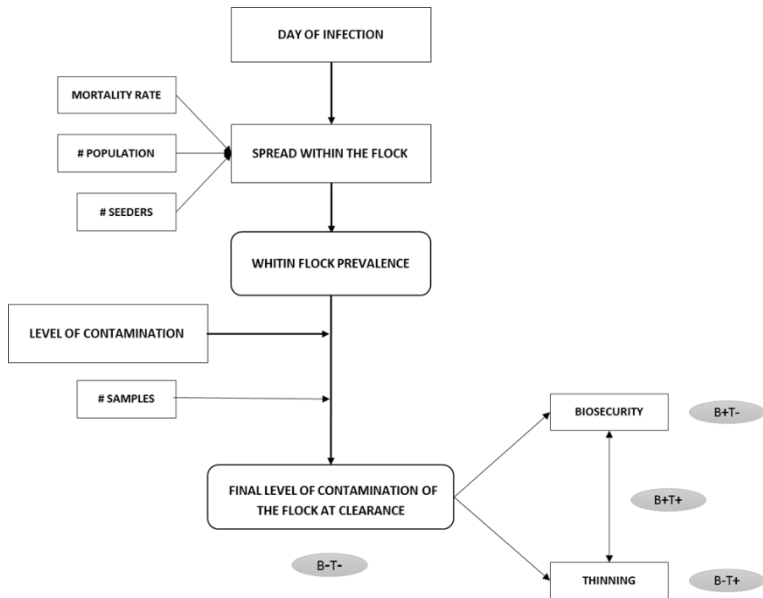 DAY OF INFECTION
MORTALITY RATE
# POPULATION
SPREAD WITHIN THE FLOCK
# SEEDERS
WHITIN FLOCK PREVALENCE
LEVEL OF CONTAMINATION
# SAMPLES
BIOSECURITY
B+T-
FINAL LEVEL OF CONTAMINATION OF
THE FLOCK AT CLEARANCE
B+T+
B-T-
THINNING
B-T+